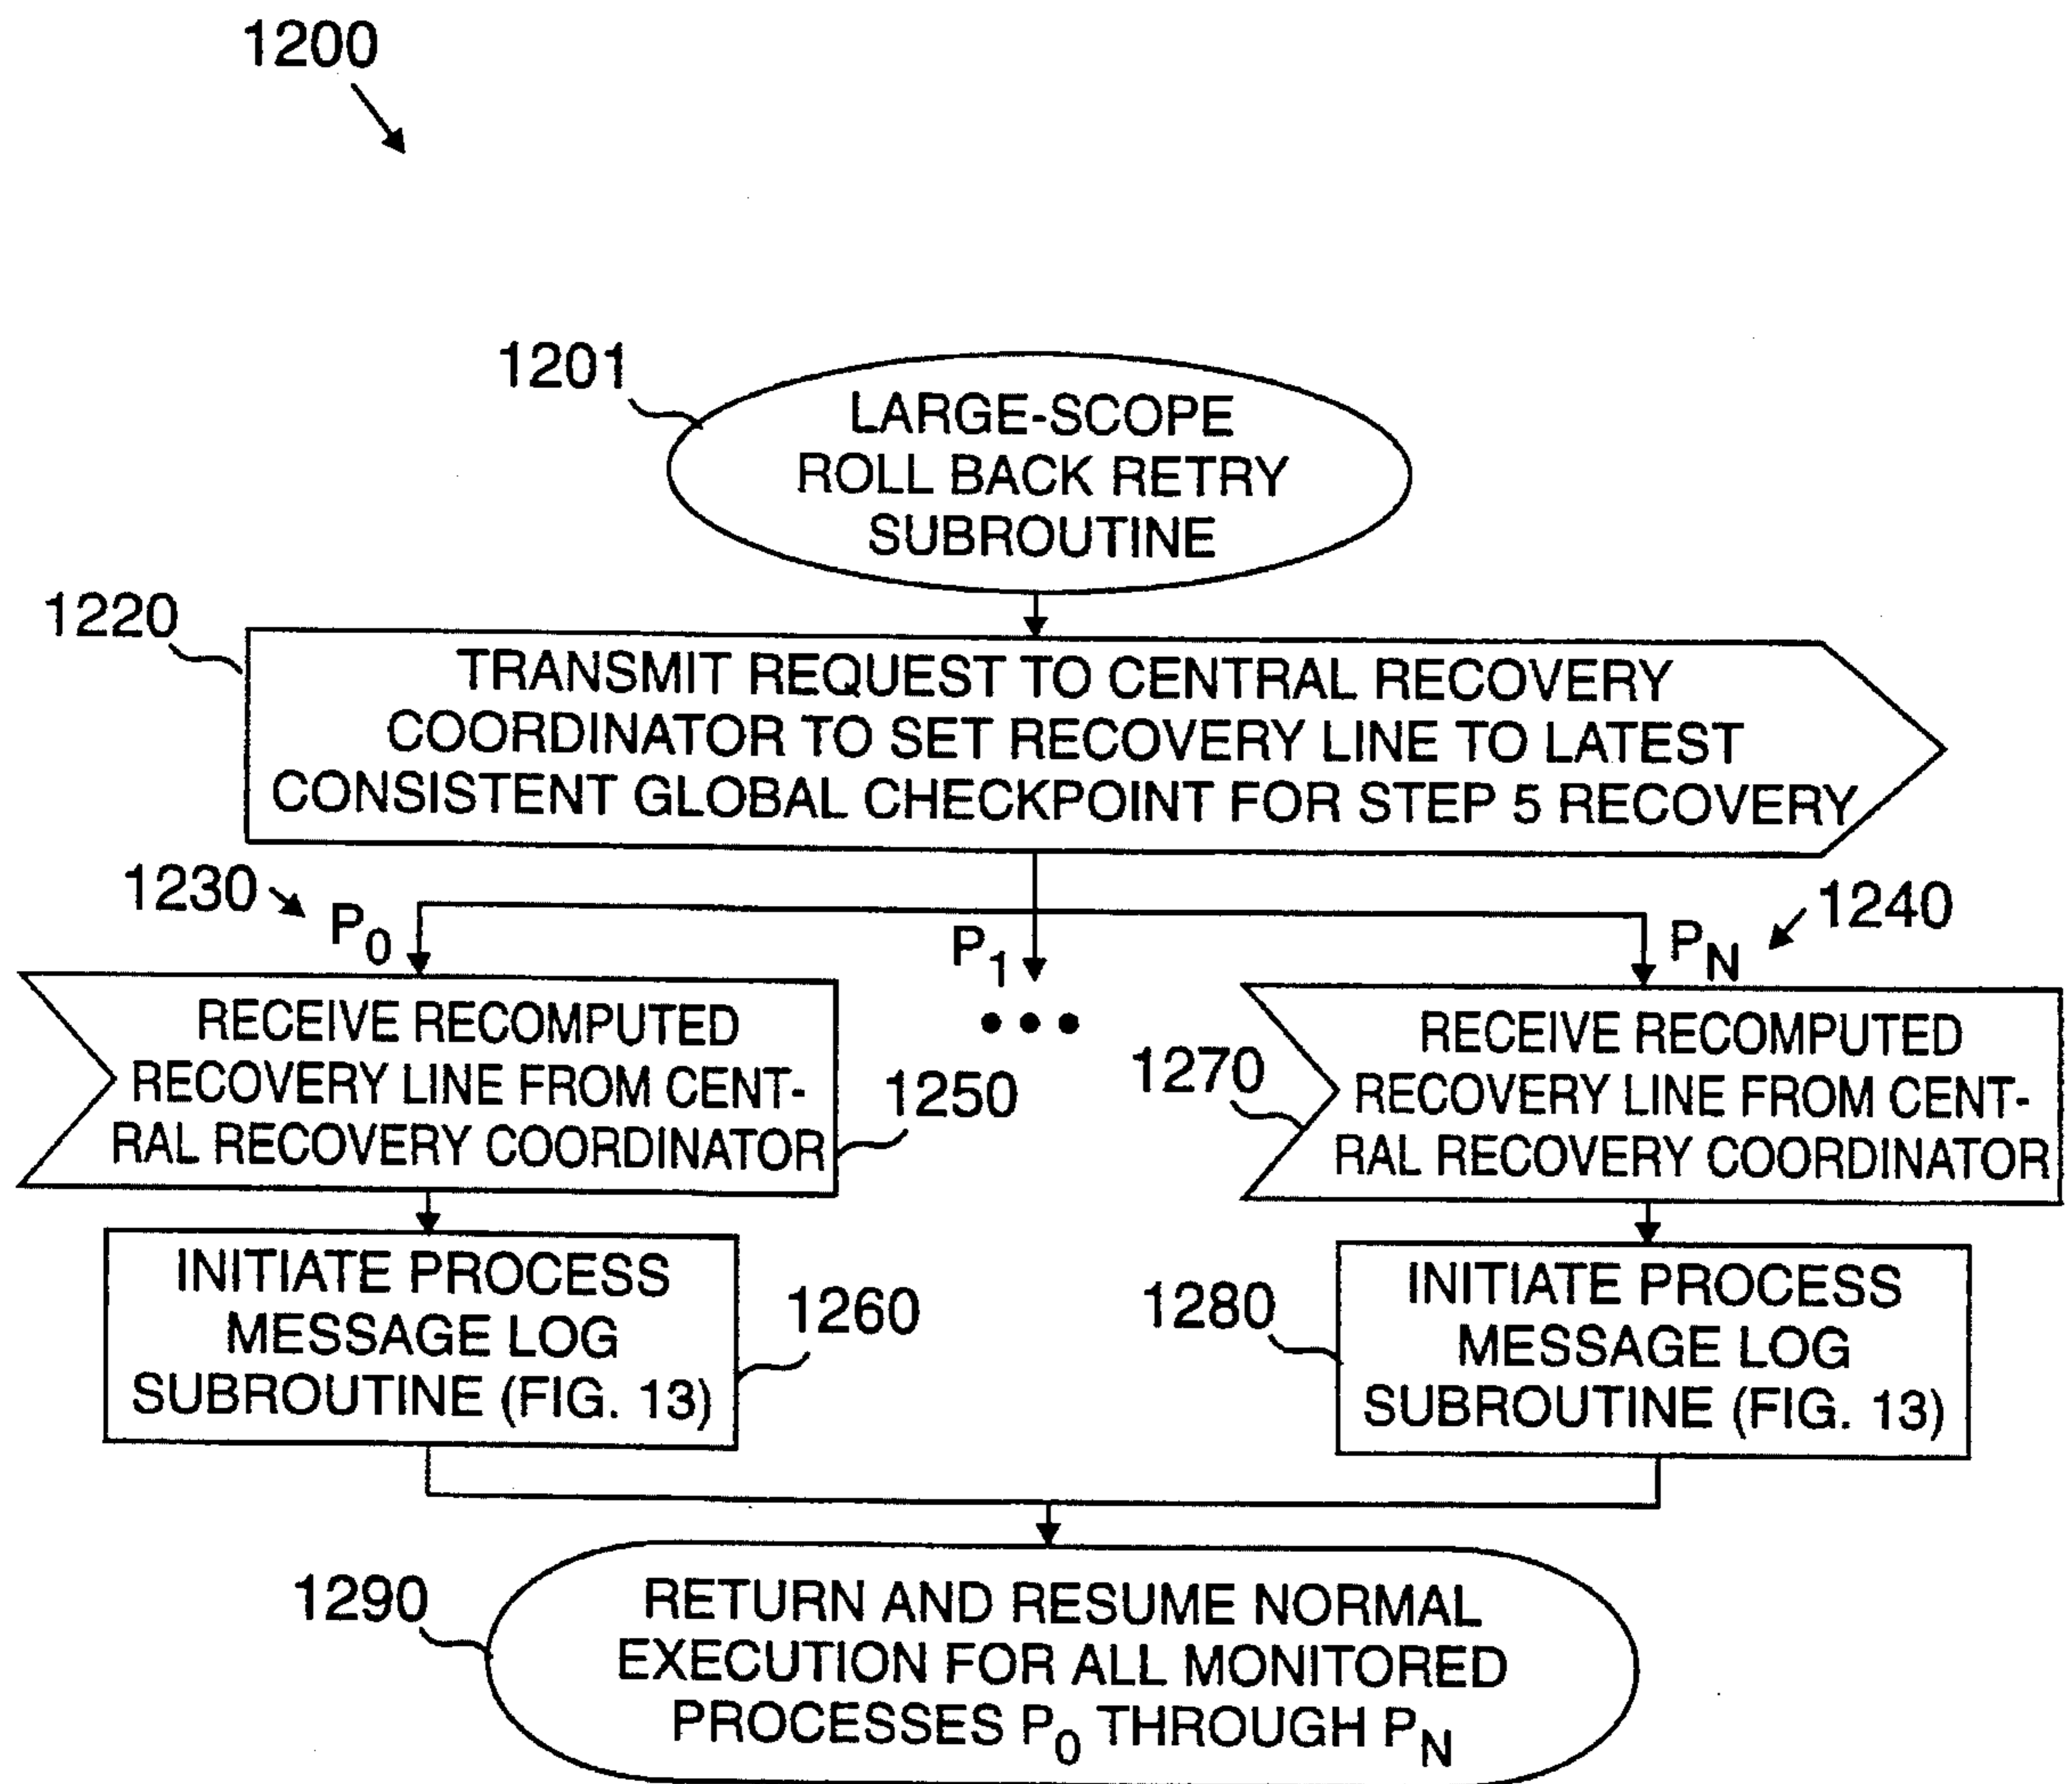 1200
1201
LARGE-SCOPE
ROLL BACK RETRY
SUBROUTINE
1220
TRANSMIT REQUEST TO CENTRAL RECOVERY
COORDINATOR TO SET RECOVERY LINE TO LATEST
CONSISTENT GLOBAL CHECKPOINT FOR STEP 5 RECOVERY
1230
P0
P1
PN
1240
RECEIVE RECOMPUTED
RECOVERY LINE FROM CENT-
RAL RECOVERY COORDINATOR
1250
• • •
1270
RECEIVE RECOMPUTED
RECOVERY LINE FROM CENT-
RAL RECOVERY COORDINATOR
INITIATE PROCESS
MESSAGE LOG
SUBROUTINE (FIG. 13)
1260
1280
INITIATE PROCESS
MESSAGE LOG
SUBROUTINE (FIG. 13)
1290
RETURN AND RESUME NORMAL
EXECUTION FOR ALL MONITORED
PROCESSES P0 THROUGH PN